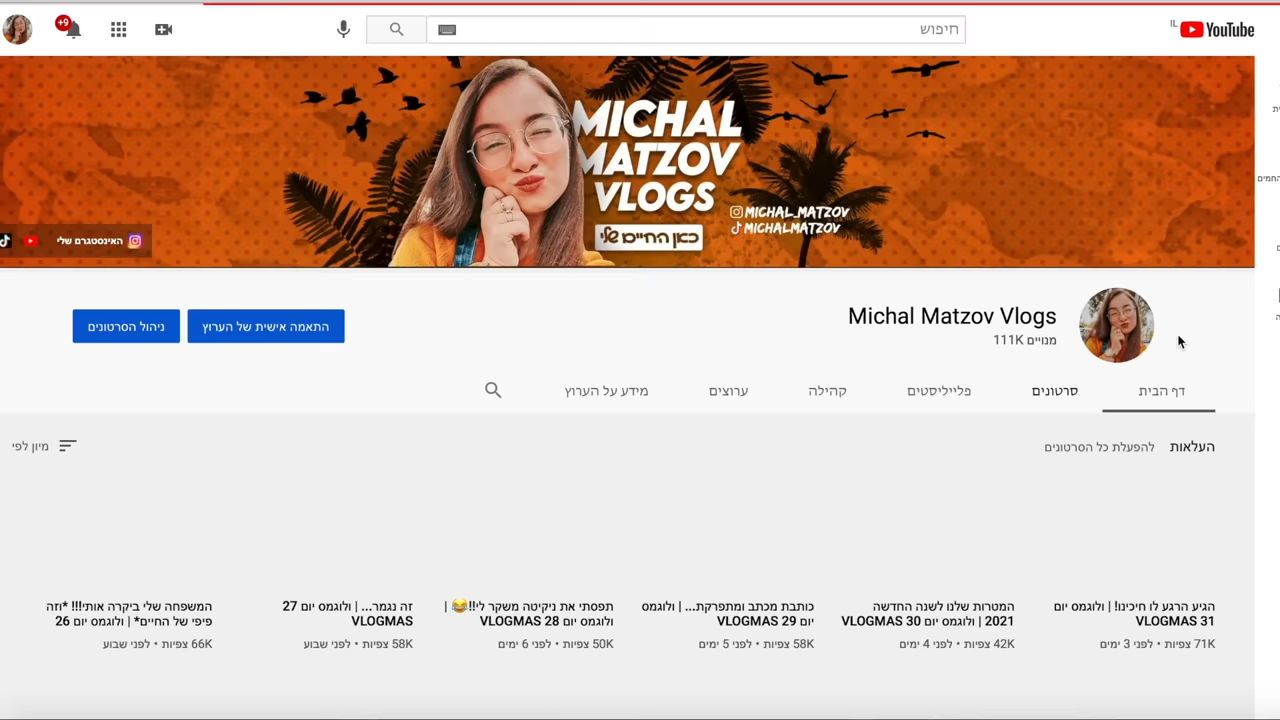 IL YouTube
חיפוש
9+
MICHAL
MATZOV
VLOGS
כאן החיים שלי
MICHAL_MATZOV
MICHALMATZOV
האינסטגרם שלי
Michal Matzov Vlogs
111K מנויים
התאמה אישית של הערוץ
ניהול הסרטונים
דף הבית
סרטונים
פלייליסטים
קהילה
ערוצים
מידע על הערוץ
העלאות
להפעלת כל הסרטונים
מיון לפי
הגיע הרגע לו חיכינו! | ולוגמס יום
31 VLOGMAS
71K צפיות • לפני 3 ימים
המטרות שלנו לשנה החדשה
2021 | ולוגמס יום 30 VLOGMAS
42K צפיות • לפני 4 ימים
כותבת מכתב ומתפרקת... | ולוגמס
יום 29 VLOGMAS
58K צפיות • לפני 5 ימים
תפסתי את ניקיטה משקר לי!!😂 |
ולוגמס יום 28 VLOGMAS
50K צפיות • לפני 6 ימים
זה נגמר... | ולוגמס יום 27
VLOGMAS
58K צפיות • לפני שבוע
המשפחה שלי ביקרה אותי!!! *וזה
פיפי של החיים* | ולוגמס יום 26
66K צפיות • לפני שבוע
החמים